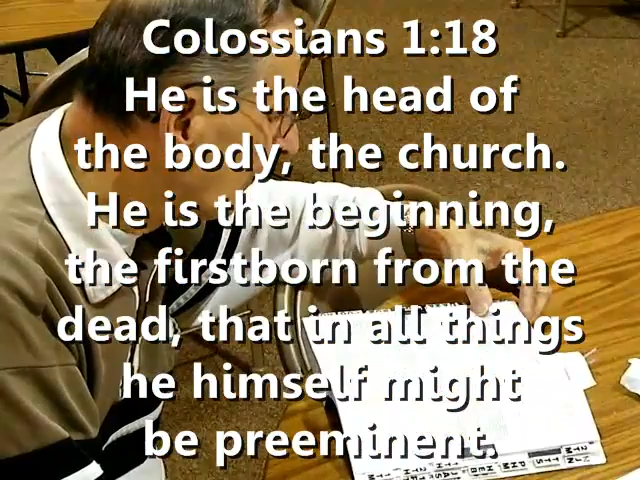 Colossians 1:18
He is the head of
the body, the church.
He is the beginning,
the firstborn from the
dead, that in all things
he himself might
be preeminent.